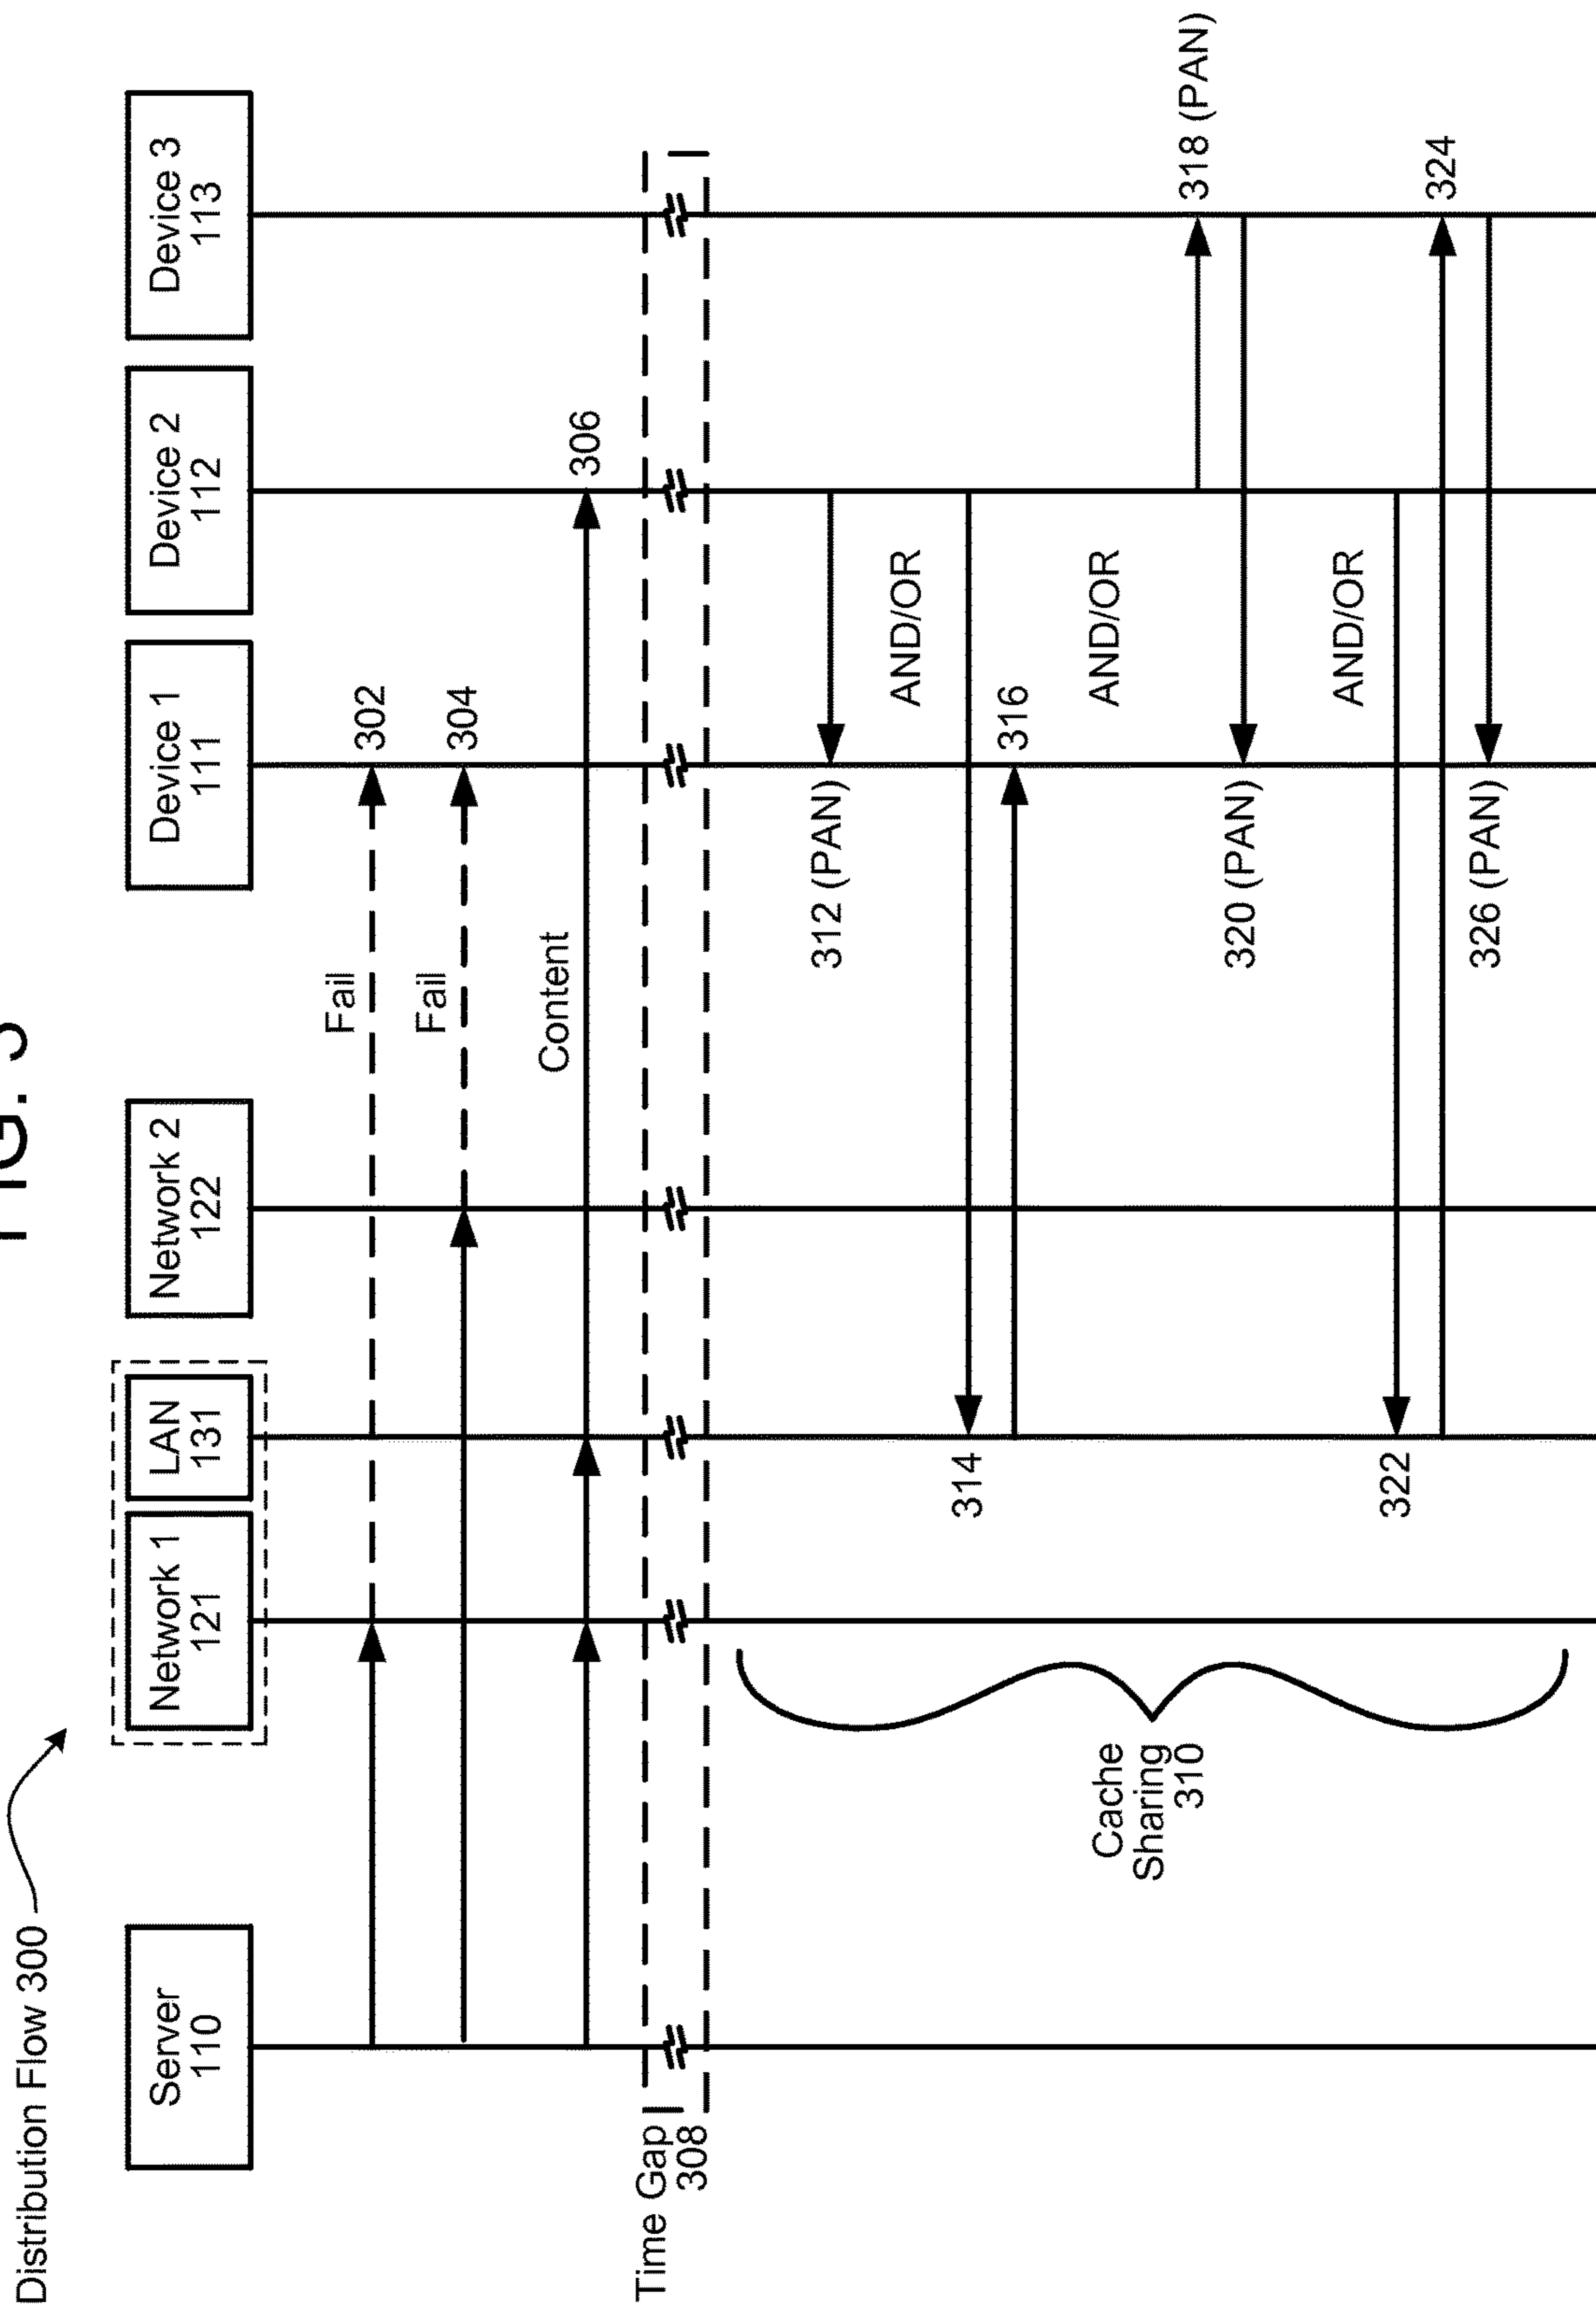 FIG. 3
Distribution Flow 300
Server
110
Network 1
121
LAN
131
Network 2
122
Device 1
111
Device 2
112
Device 3
113
Fail
302
Fail
304
Content
306
Time Gap
308
Cache
Sharing
310
312 (PAN)
AND/OR
314
316
AND/OR
318 (PAN)
320 (PAN)
AND/OR
322
324
326 (PAN)